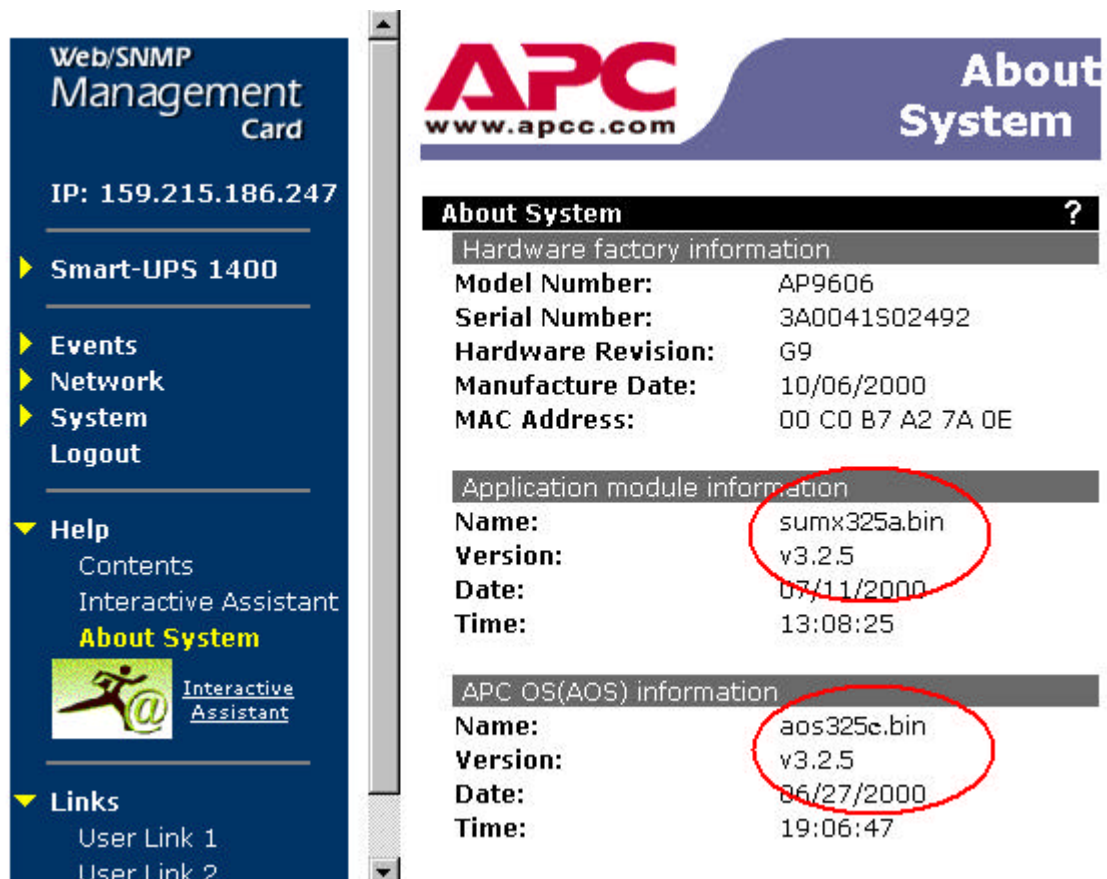 Web/SNMP
Management
Card
IP: 159.215.186.247
Smart-UPS 1400
Events
Network
System
Logout
Help
Contents
Interactive Assistant
About System
Interactive
Assistant
Links
User Link 1
User Link 2
APC
www.apcc.com
About
System
About System ?
Hardware factory information
Model Number: AP9606
Serial Number: 3A0041S02492
Hardware Revision: G9
Manufacture Date: 10/06/2000
MAC Address: 00 C0 B7 A2 7A 0E
Application module information
Name: sumx325a.bin
Version: v3.2.5
Date: 07/11/2000
Time: 13:08:25
APC OS(AOS) information
Name: aos325c.bin
Version: v3.2.5
Date: 06/27/2000
Time: 19:06:47